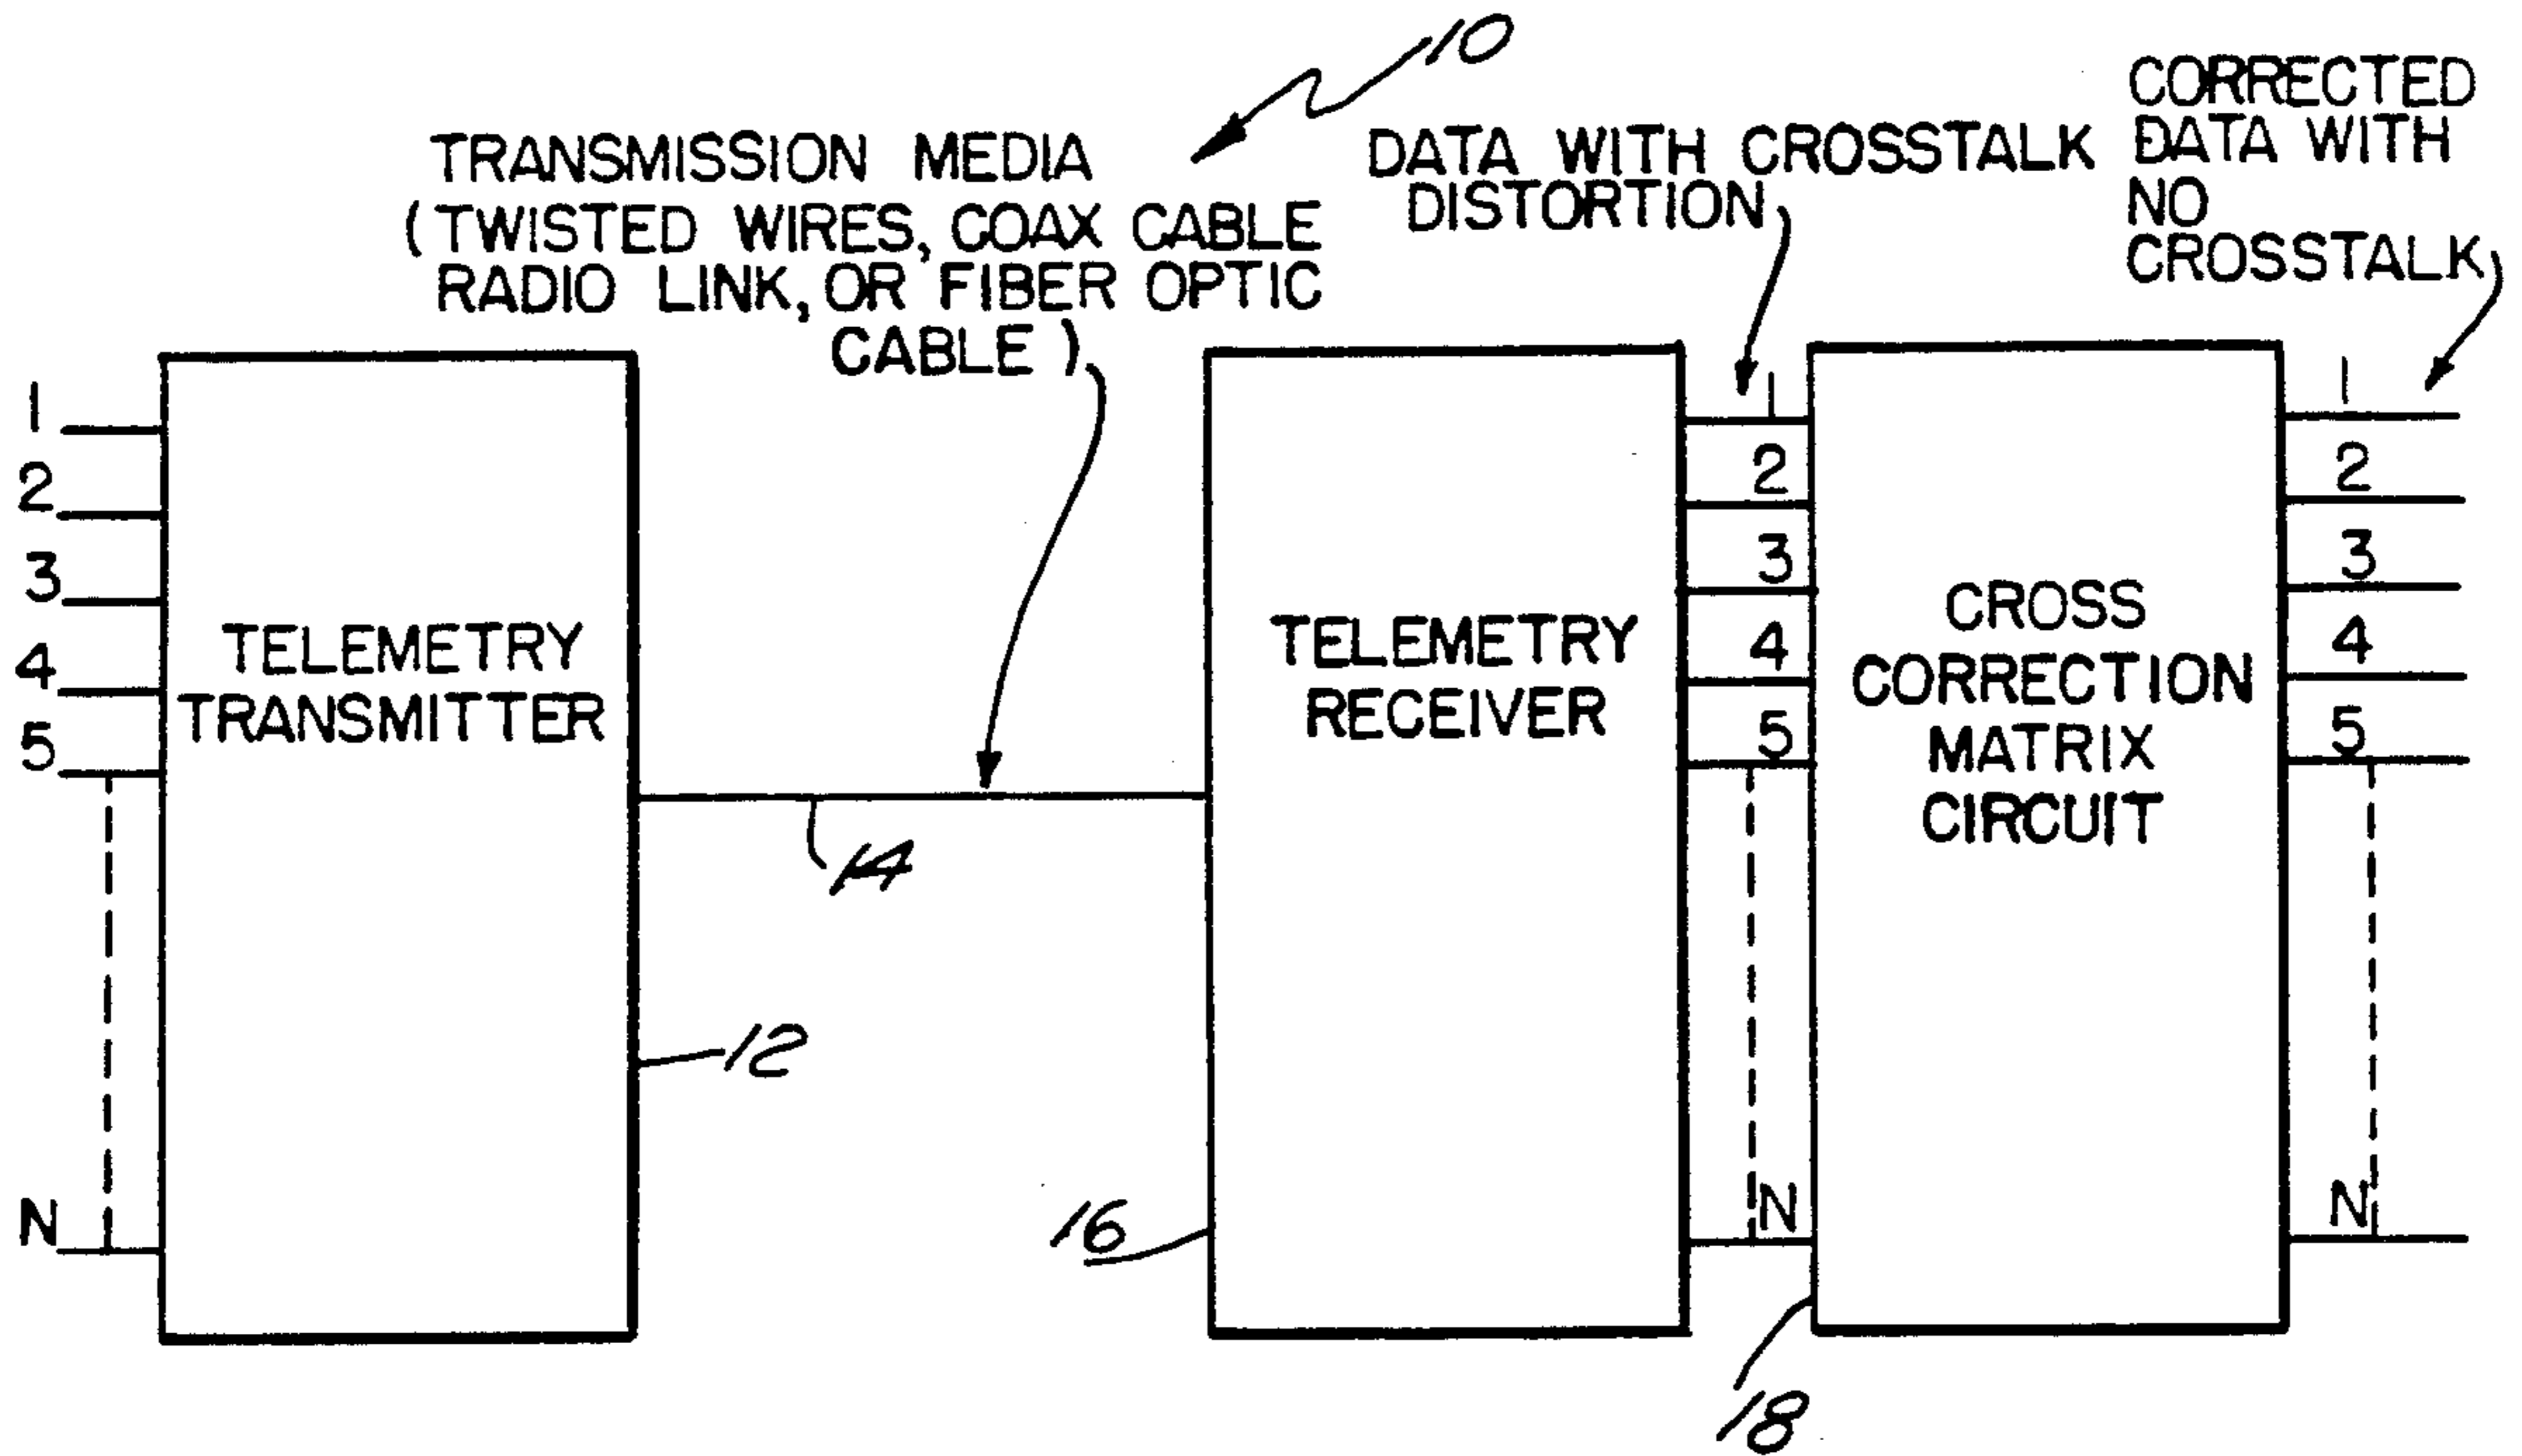 10
TRANSMISSION MEDIA
(TWISTED WIRES, COAX CABLE
RADIO LINK, OR FIBER OPTIC
CABLE)
DATA WITH CROSSTALK
DISTORTION
CORRECTED
DATA WITH
NO
CROSSTALK
1
2
3
4
5
N
TELEMETRY
TRANSMITTER
12
14
TELEMETRY
RECEIVER
16
1
2
3
4
5
N
CROSS
CORRECTION
MATRIX
CIRCUIT
18
1
2
3
4
5
N